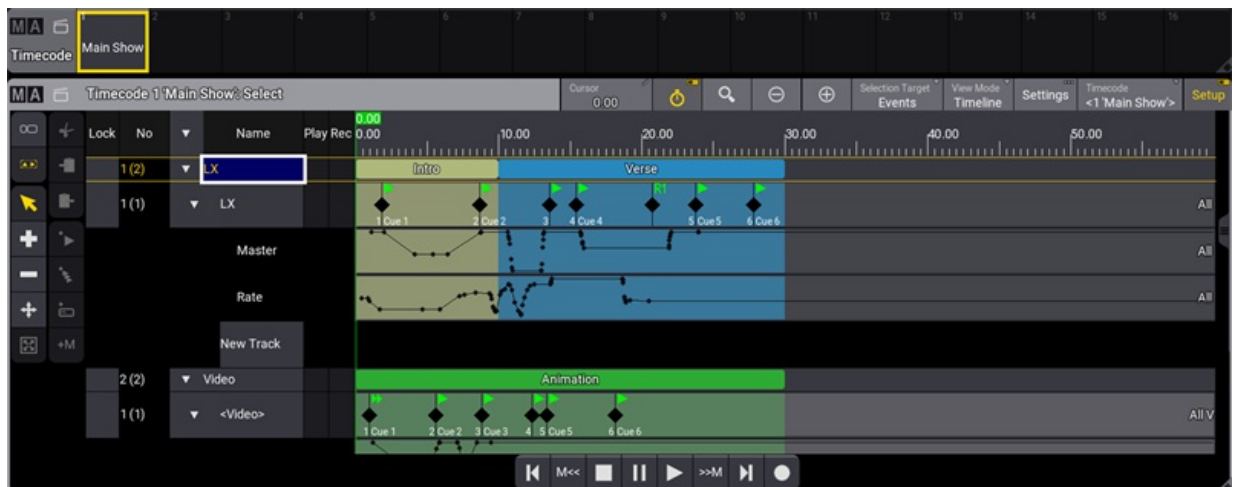 MA 1 2 3 4 5 6 7 8 9 10 11 12 13 14 15 16
Timecode Main Show
MA Timecode 1 'Main Show': Select Cursor 0.00 Selection Target Events View Mode Timeline Settings Timecode <1 'Main Show'> Setup
Lock No Name Play Rec 0.00 0.00 10.00 20.00 30.00 40.00 50.00
1 (2) LX Intro Verse
1 (1) LX R1 All
1 Cue 1 2 Cue 2 3 4 Cue 4 5 Cue 5 6 Cue 6
Master All
Rate All
+M New Track
2 (2) Video Animation
1 (1) <Video> All V
1 Cue 1 2 Cue 2 3 Cue 3 4 5 Cue 5 6 Cue 6
M<< >>M